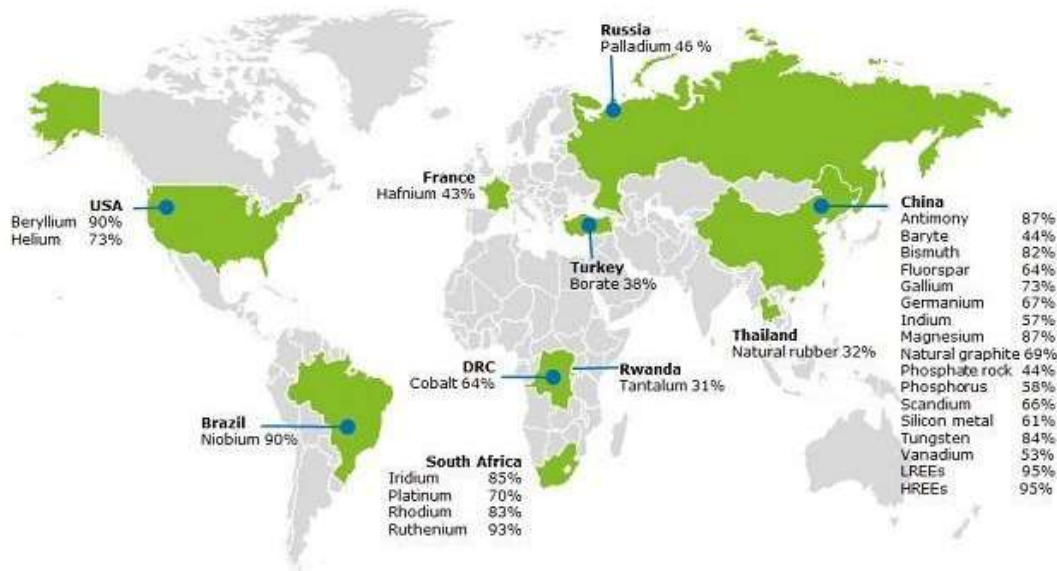 Russia
Palladium 46 %
France
Hafnium 43%
USA
Beryllium 90%
Helium 73%
China
Antimony 87%
Baryte 44%
Bismuth 82%
Fluorspar 64%
Gallium 73%
Germanium 67%
Indium 57%
Magnesium 87%
Natural graphite 69%
Phosphate rock 44%
Phosphorus 58%
Scandium 66%
Silicon metal 61%
Tungsten 84%
Vanadium 53%
LREEs 95%
HREEs 95%
Turkey
Borate 38%
Thailand
Natural rubber 32%
DRC
Cobalt 64%
Rwanda
Tantalum 31%
Brazil
Niobium 90%
South Africa
Iridium 85%
Platinum 70%
Rhodium 83%
Ruthenium 93%